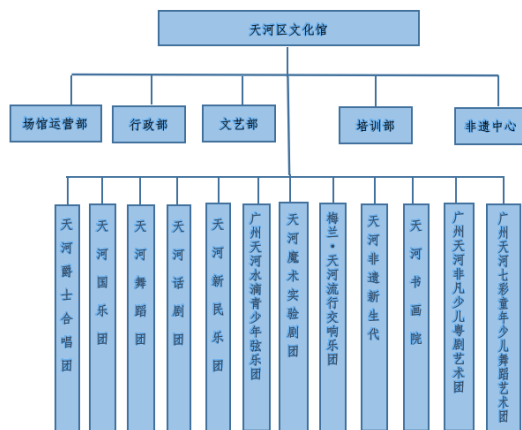 天河区文化馆
场馆运营部
行政部
文艺部
培训部
非遗中心
天河爵士合唱团
天河国乐团
天河舞蹈团
天河话剧团
天河新民乐团
广州天河水滴青少年弦乐团
天河魔术实验剧团
梅兰·天河流行交响乐团
天河非遗新生代
天河书画院
广州天河非凡少儿粤剧艺术团
广州天河七彩童年少儿舞蹈艺术团